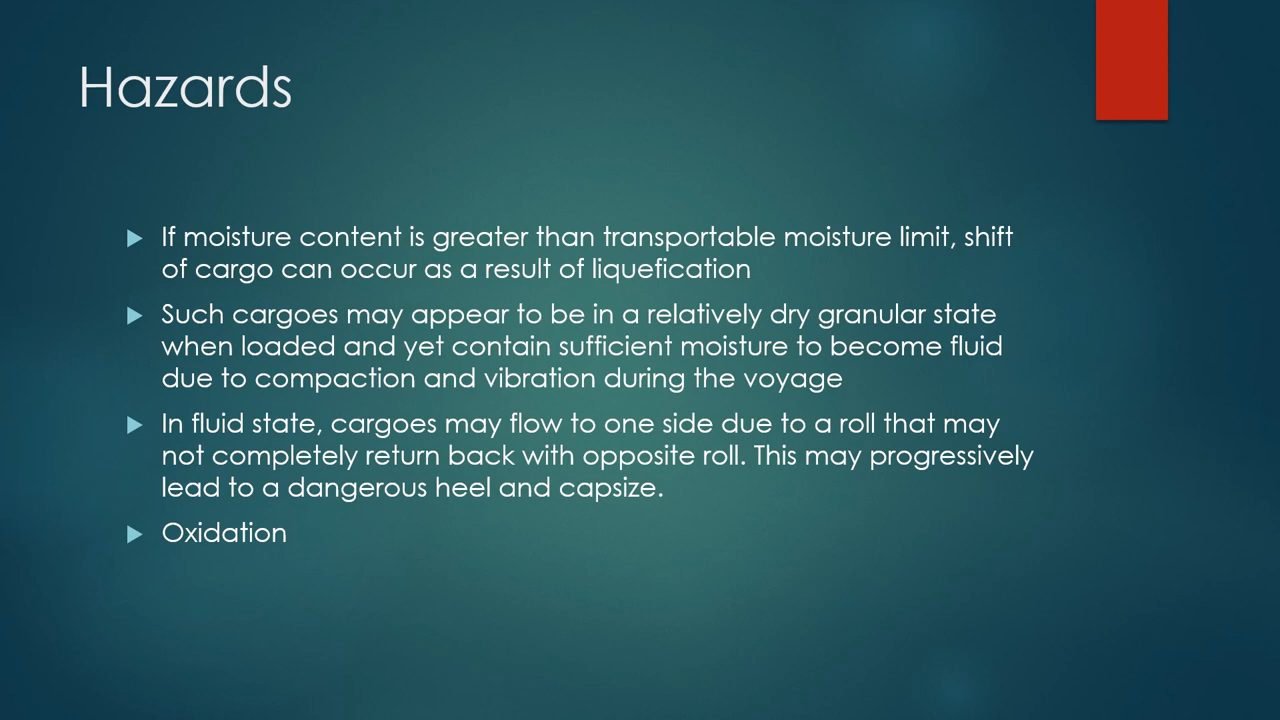 Hazards
If moisture content is greater than transportable moisture limit, shift
of cargo can occur as a result of liquefication
Such cargoes may appear to be in a relatively dry granular state
when loaded and yet contain sufficient moisture to become fluid
due to compaction and vibration during the voyage
In fluid state, cargoes may flow to one side due to a roll that may
not completely return back with opposite roll. This may progressively
lead to a dangerous heel and capsize.
Oxidation